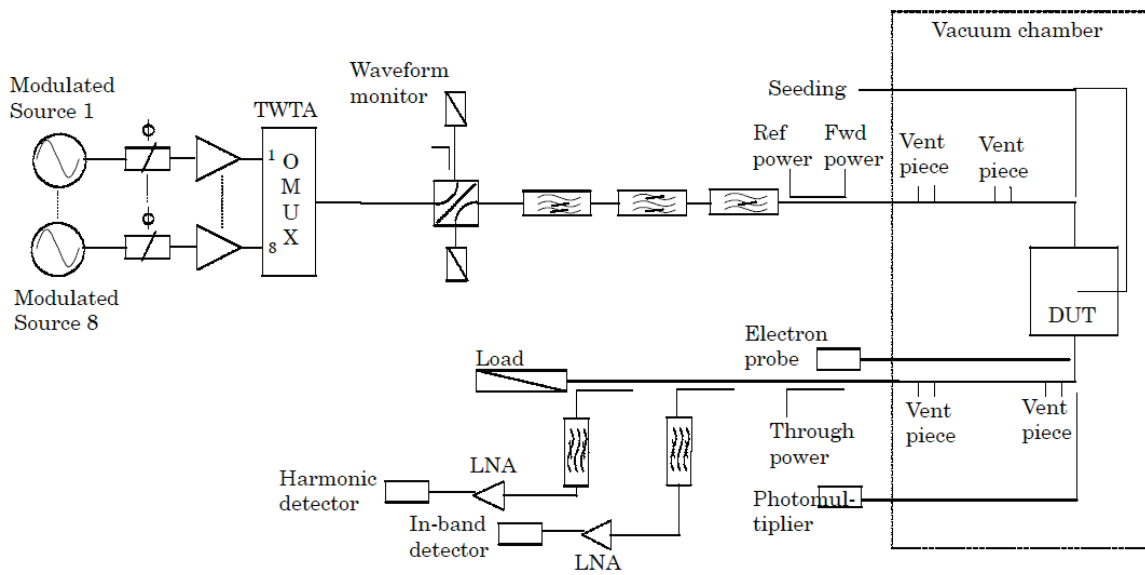 Vacuum chamber
Modulated
Source 1
TWTA
Waveform
monitor
Seeding
Ref
power
Fwd
power
Vent
piece
Vent
piece
1
O
M
U
X
8
Modulated
Source 8
DUT
Electron
probe
Load
Vent
piece
Vent
piece
Through
power
LNA
Harmonic
detector
Photomul-
tiplier
In-band
detector
LNA